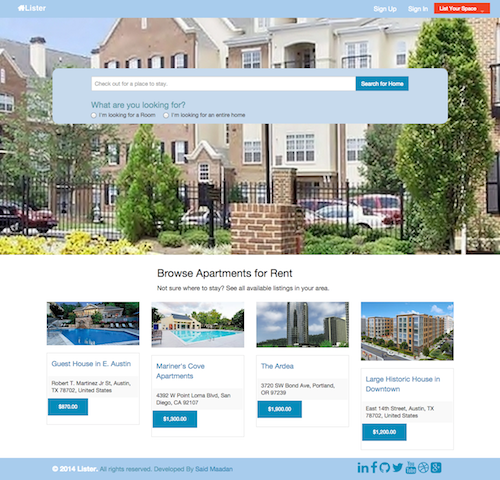 Lister
Sign Up
Sign In
List Your Space
Check out for a place to stay.
Search for Home
What are you looking for?
I'm looking for a Room
I'm looking for an entire home
Browse Apartments for Rent
Not sure where to stay? See all available listings in your area.
Guest House in E. Austin
Robert T. Martinez Jr St, Austin,
TX 78702, United States
$870.00
Mariner's Cove
Apartments
4392 W Point Loma Blvd, San
Diego, CA 92107
$1,300.00
The Ardea
3720 SW Bond Ave, Portland,
OR 97239
$1,900.00
Large Historic House in
Downtown
East 14th Street, Austin, TX
78702, United States
$1,200.00
© 2014 Lister. All rights reserved. Developed By Said Maadan